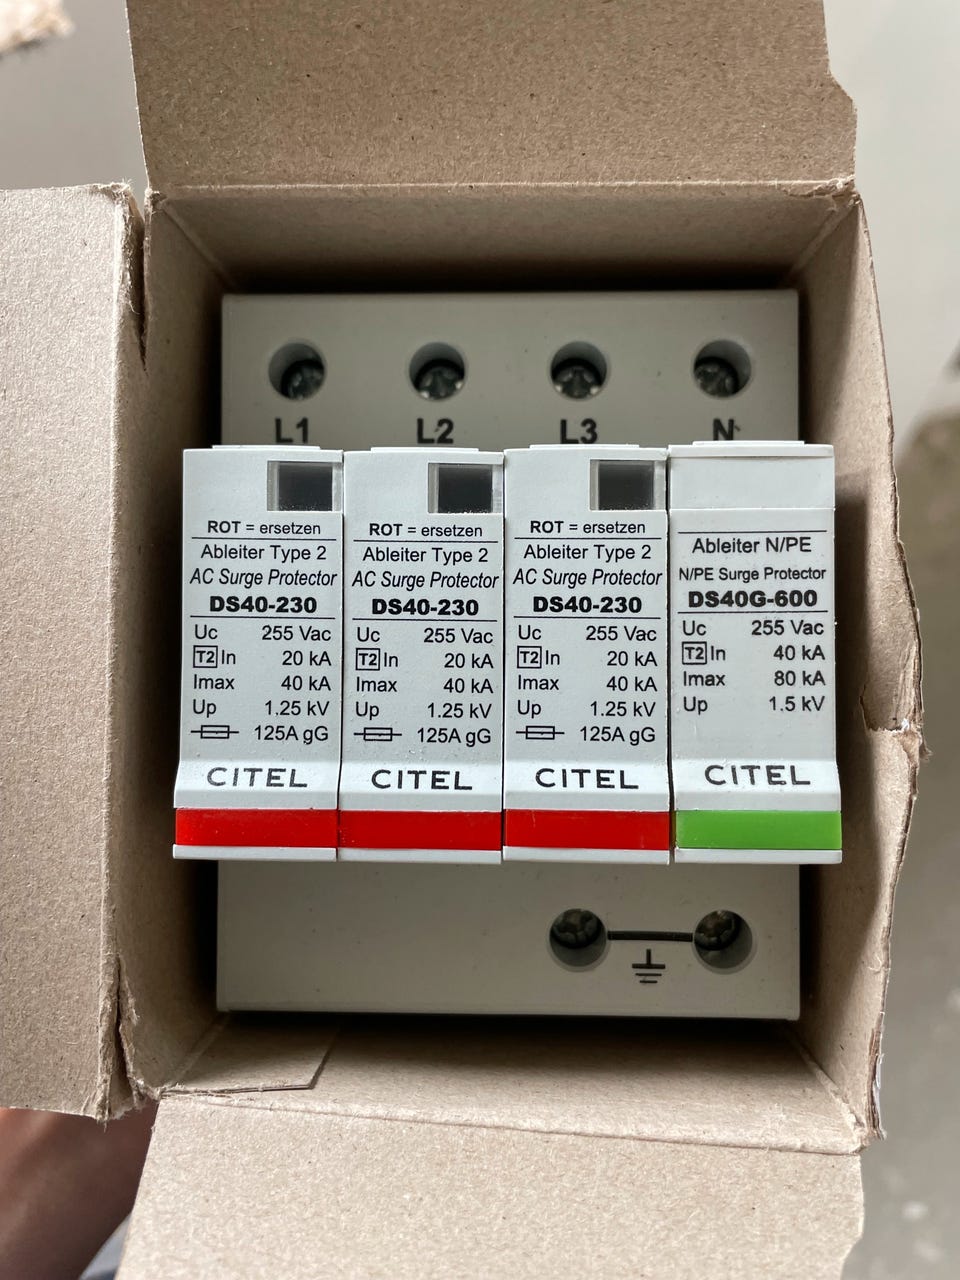 L1 L2 L3 N
ROT = ersetzen
Ableiter Type 2
AC Surge Protector
DS40-230
Uc 255 Vac
T2 In 20 kA
Imax 40 kA
Up 1.25 kV
125A gG
CITEL
ROT = ersetzen
Ableiter Type 2
AC Surge Protector
DS40-230
Uc 255 Vac
T2 In 20 kA
Imax 40 kA
Up 1.25 kV
125A gG
CITEL
ROT = ersetzen
Ableiter Type 2
AC Surge Protector
DS40-230
Uc 255 Vac
T2 In 20 kA
Imax 40 kA
Up 1.25 kV
125A gG
CITEL
Ableiter N/PE
N/PE Surge Protector
DS40G-600
Uc 255 Vac
T2 In 40 kA
Imax 80 kA
Up 1.5 kV
CITEL